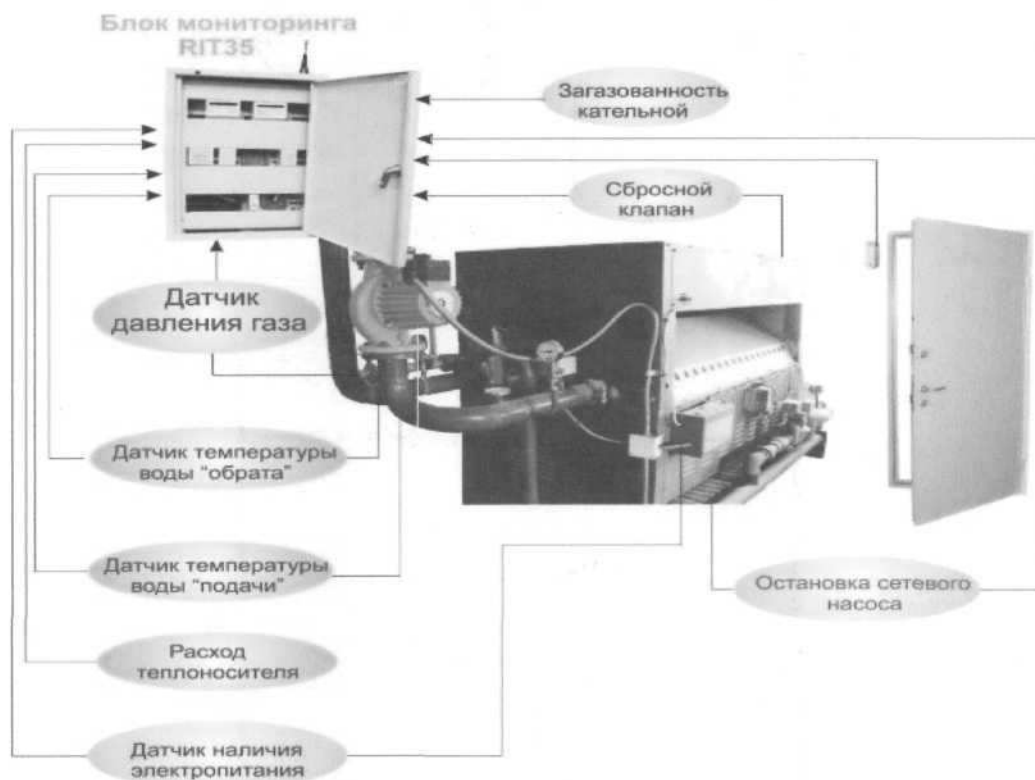 Блок мониторинга
RIT35
Загазованность
кательной
Сбросной
клапан
Датчик
давления газа
Датчик температуры
воды “обрата”
Датчик температуры
воды “подачи”
Остановка сетевого
насоса
Расход
теплоносителя
Датчик наличия
электропитания